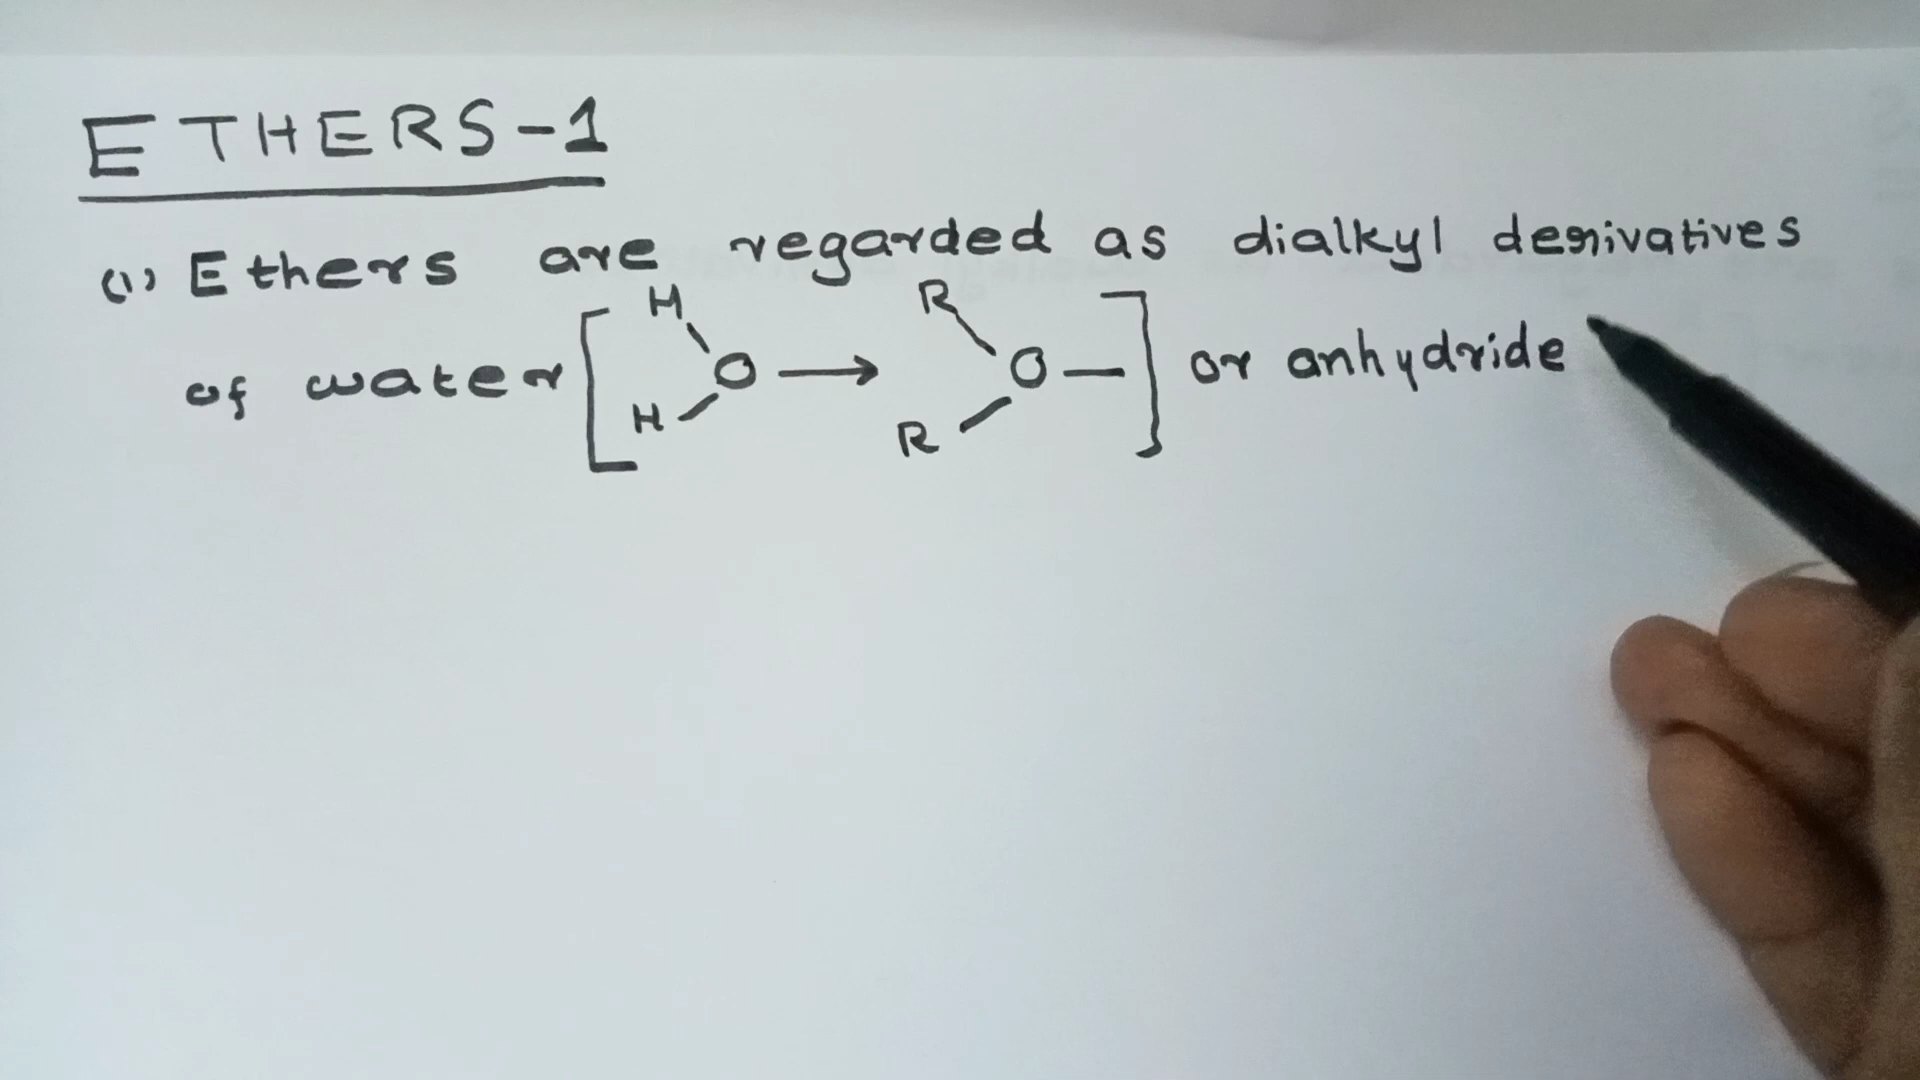 ETHERS-1
(1) Ethers are regarded as dialkyl derivatives
H R
of water [ O → O - ] or anhydride
H R